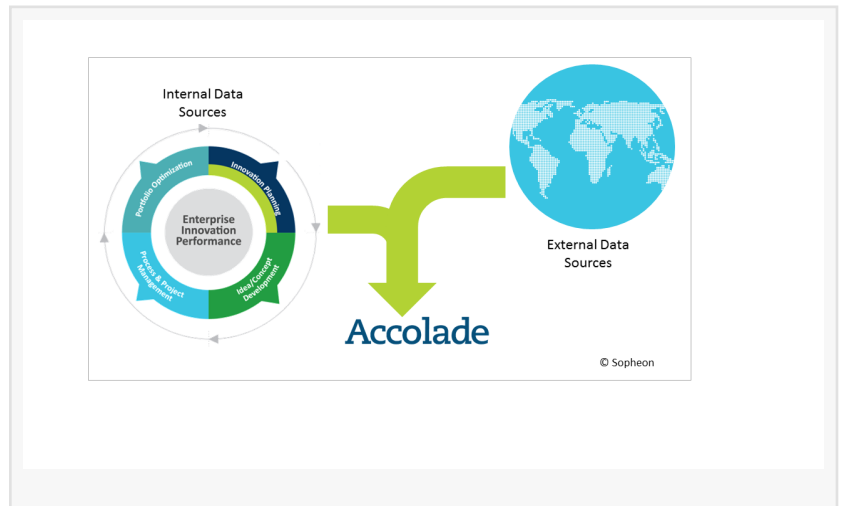 Internal Data
Sources
Portfolio Optimization
Innovation Planning
Enterprise
Innovation
Performance
Process & Project
Management
Idea/Concept
Development
External Data
Sources
Accolade
© Sopheon